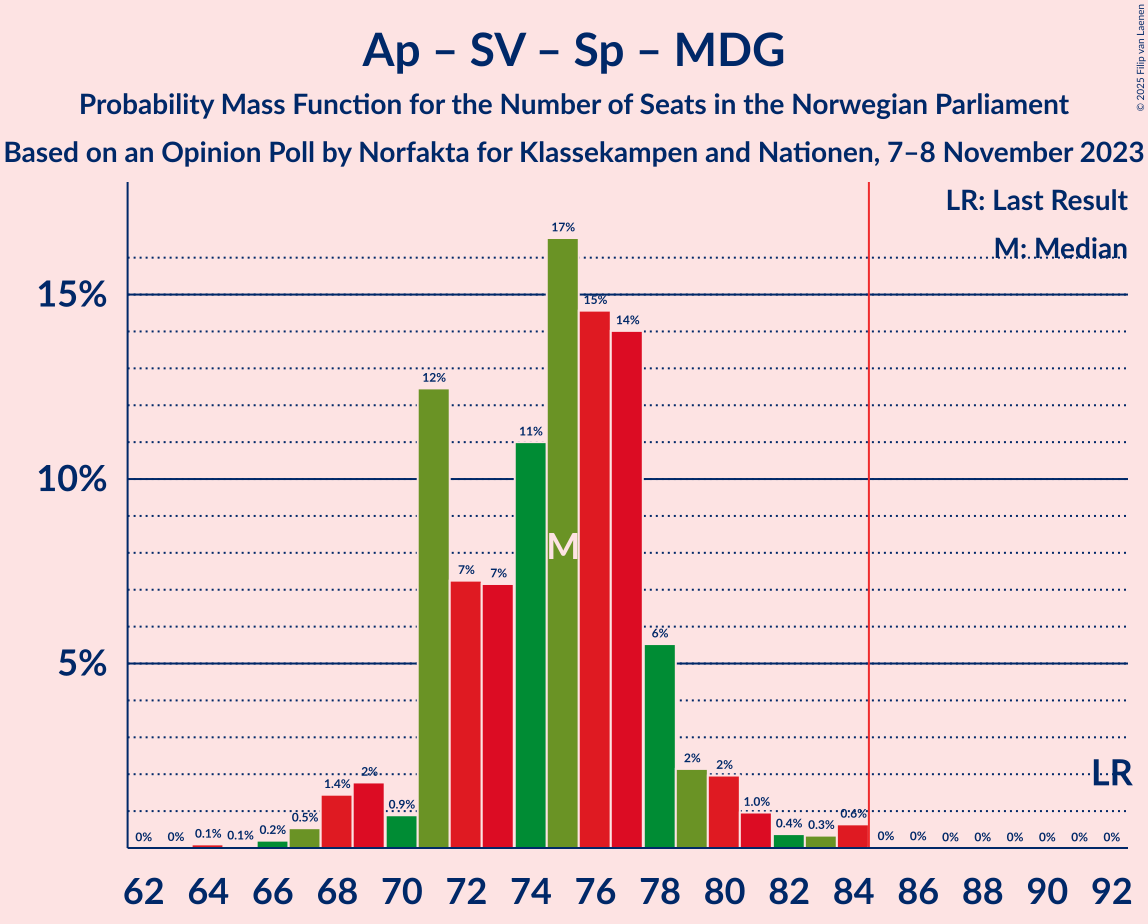 Ap – SV – Sp – MDG
Probability Mass Function for the Number of Seats in the Norwegian Parliament
Based on an Opinion Poll by Norfakta for Klassekampen and Nationen, 7–8 November 2023
© 2025 Filip van Laenen
LR: Last Result
M: Median
15%
10%
5%
0% 0% 0.1% 0.1% 0.2% 0.5% 1.4% 2% 0.9% 12% 7% 7% 11% 17% 15% 14% 6% 2% 2% 1.0% 0.4% 0.3% 0.6% 0% 0% 0% 0% 0% 0% 0% 0%
M
LR
62 64 66 68 70 72 74 76 78 80 82 84 86 88 90 92